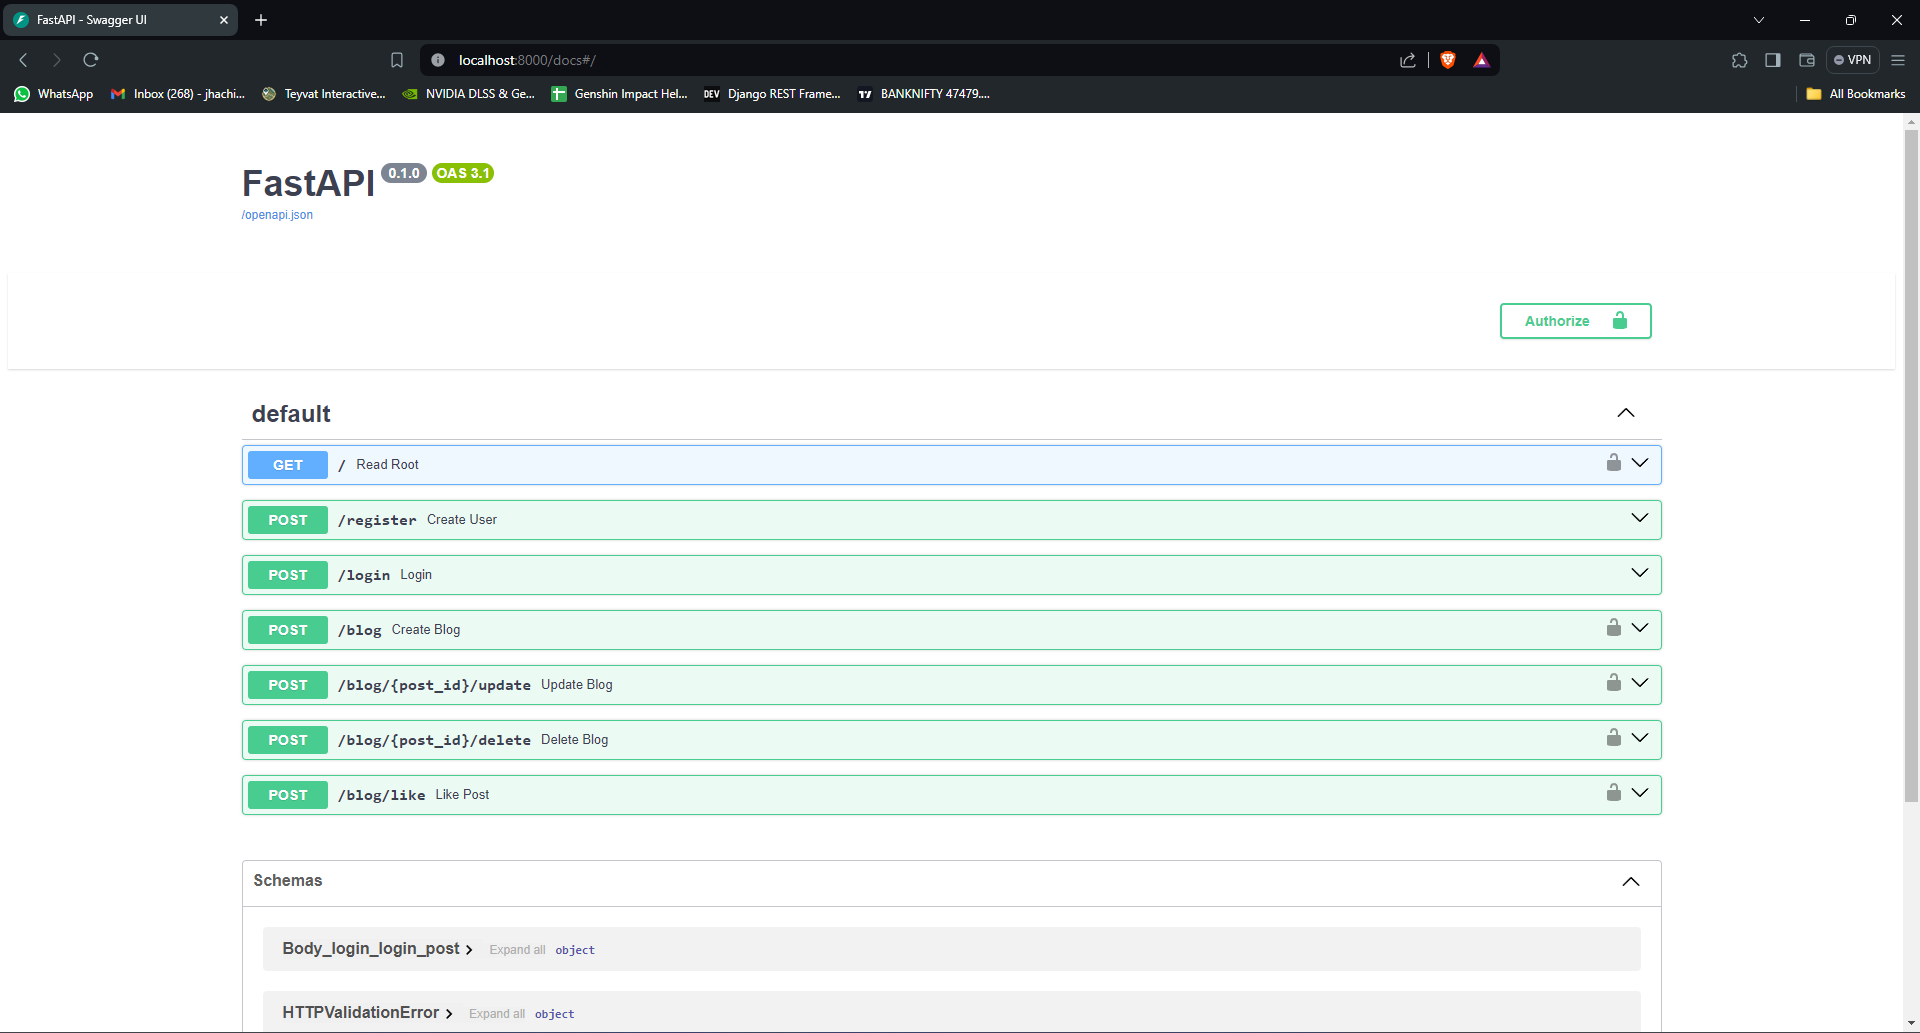 FastAPI - Swagger UI
localhost:8000/docs#/
VPN
WhatsApp Inbox (268) - jhachi... Teyvat Interactive... NVIDIA DLSS & Ge... Genshin Impact Hel... DEV Django REST Frame... BANKNIFTY 47479.... All Bookmarks
FastAPI 0.1.0 OAS 3.1
/openapi.json
Authorize
default
GET / Read Root
POST /register Create User
POST /login Login
POST /blog Create Blog
POST /blog/{post_id}/update Update Blog
POST /blog/{post_id}/delete Delete Blog
POST /blog/like Like Post
Schemas
Body_login_login_post Expand all object
HTTPValidationError Expand all object